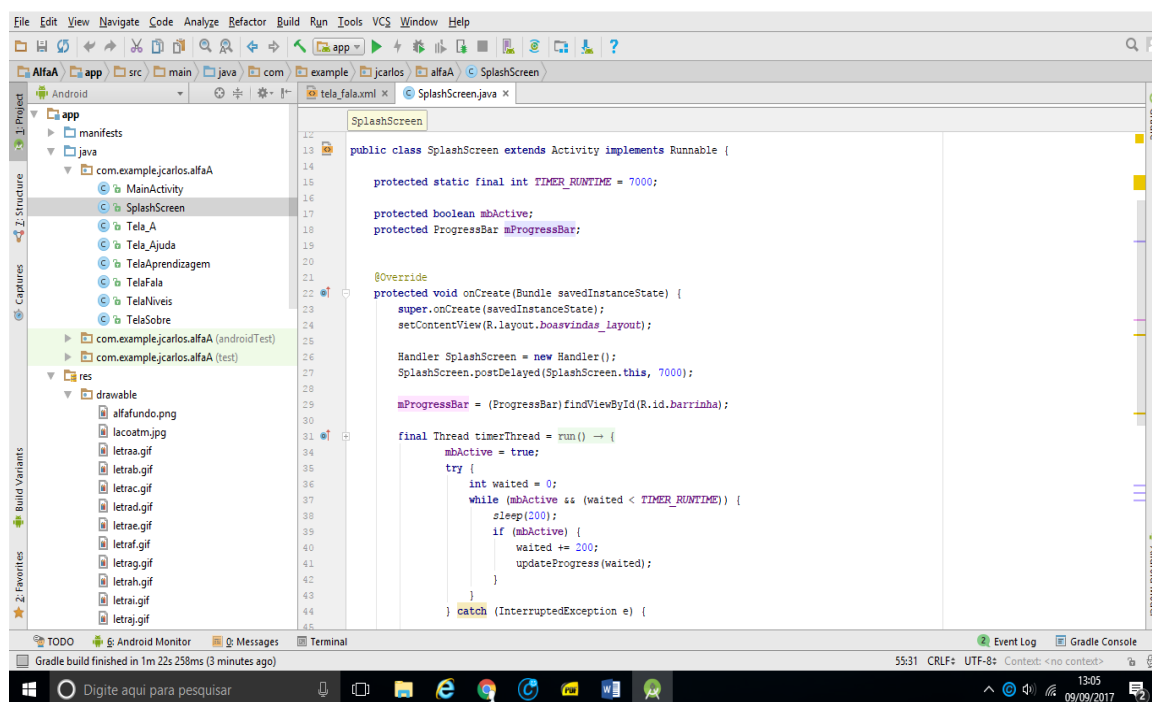 File Edit View Navigate Code Analyze Refactor Build Run Tools VCS Window Help
app
AlfaA app src main java com example jcarlos alfaA SplashScreen
Android
tela_fala.xml × SplashScreen.java ×
1: Project
7: Structure
Captures
Build Variants
2: Favorites
app
manifests
java
com.example.jcarlos.alfaA
MainActivity
SplashScreen
Tela_A
Tela_Ajuda
TelaAprendizagem
TelaFala
TelaNiveis
TelaSobre
com.example.jcarlos.alfaA (androidTest)
com.example.jcarlos.alfaA (test)
res
drawable
alfafundo.png
lacoatm.jpg
letraa.gif
letrab.gif
letrac.gif
letrad.gif
letrae.gif
letraf.gif
letrag.gif
letrah.gif
letrai.gif
letraj.gif
SplashScreen
12
13 public class SplashScreen extends Activity implements Runnable {
14
15 protected static final int TIMER_RUNTIME = 7000;
16
17 protected boolean mbActive;
18 protected ProgressBar mProgressBar;
19
20
21 @Override
22 protected void onCreate(Bundle savedInstanceState) {
23 super.onCreate(savedInstanceState);
24 setContentView(R.layout.boasvindas_layout);
25
26 Handler SplashScreen = new Handler();
27 SplashScreen.postDelayed(SplashScreen.this, 7000);
28
29 mProgressBar = (ProgressBar)findViewById(R.id.barrinha);
30
31 final Thread timerThread = run() → {
34 mbActive = true;
35 try {
36 int waited = 0;
37 while (mbActive && (waited < TIMER_RUNTIME)) {
38 sleep(200);
39 if (mbActive) {
40 waited += 200;
41 updateProgress(waited);
42 }
43 }
44 } catch (InterruptedException e) {
45
TODO 6: Android Monitor 0: Messages Terminal 2 Event Log Gradle Console
Gradle build finished in 1m 22s 258ms (3 minutes ago) 55:31 CRLF÷ UTF-8÷ Context: <no context>
Digite aqui para pesquisar
13:05
09/09/2017